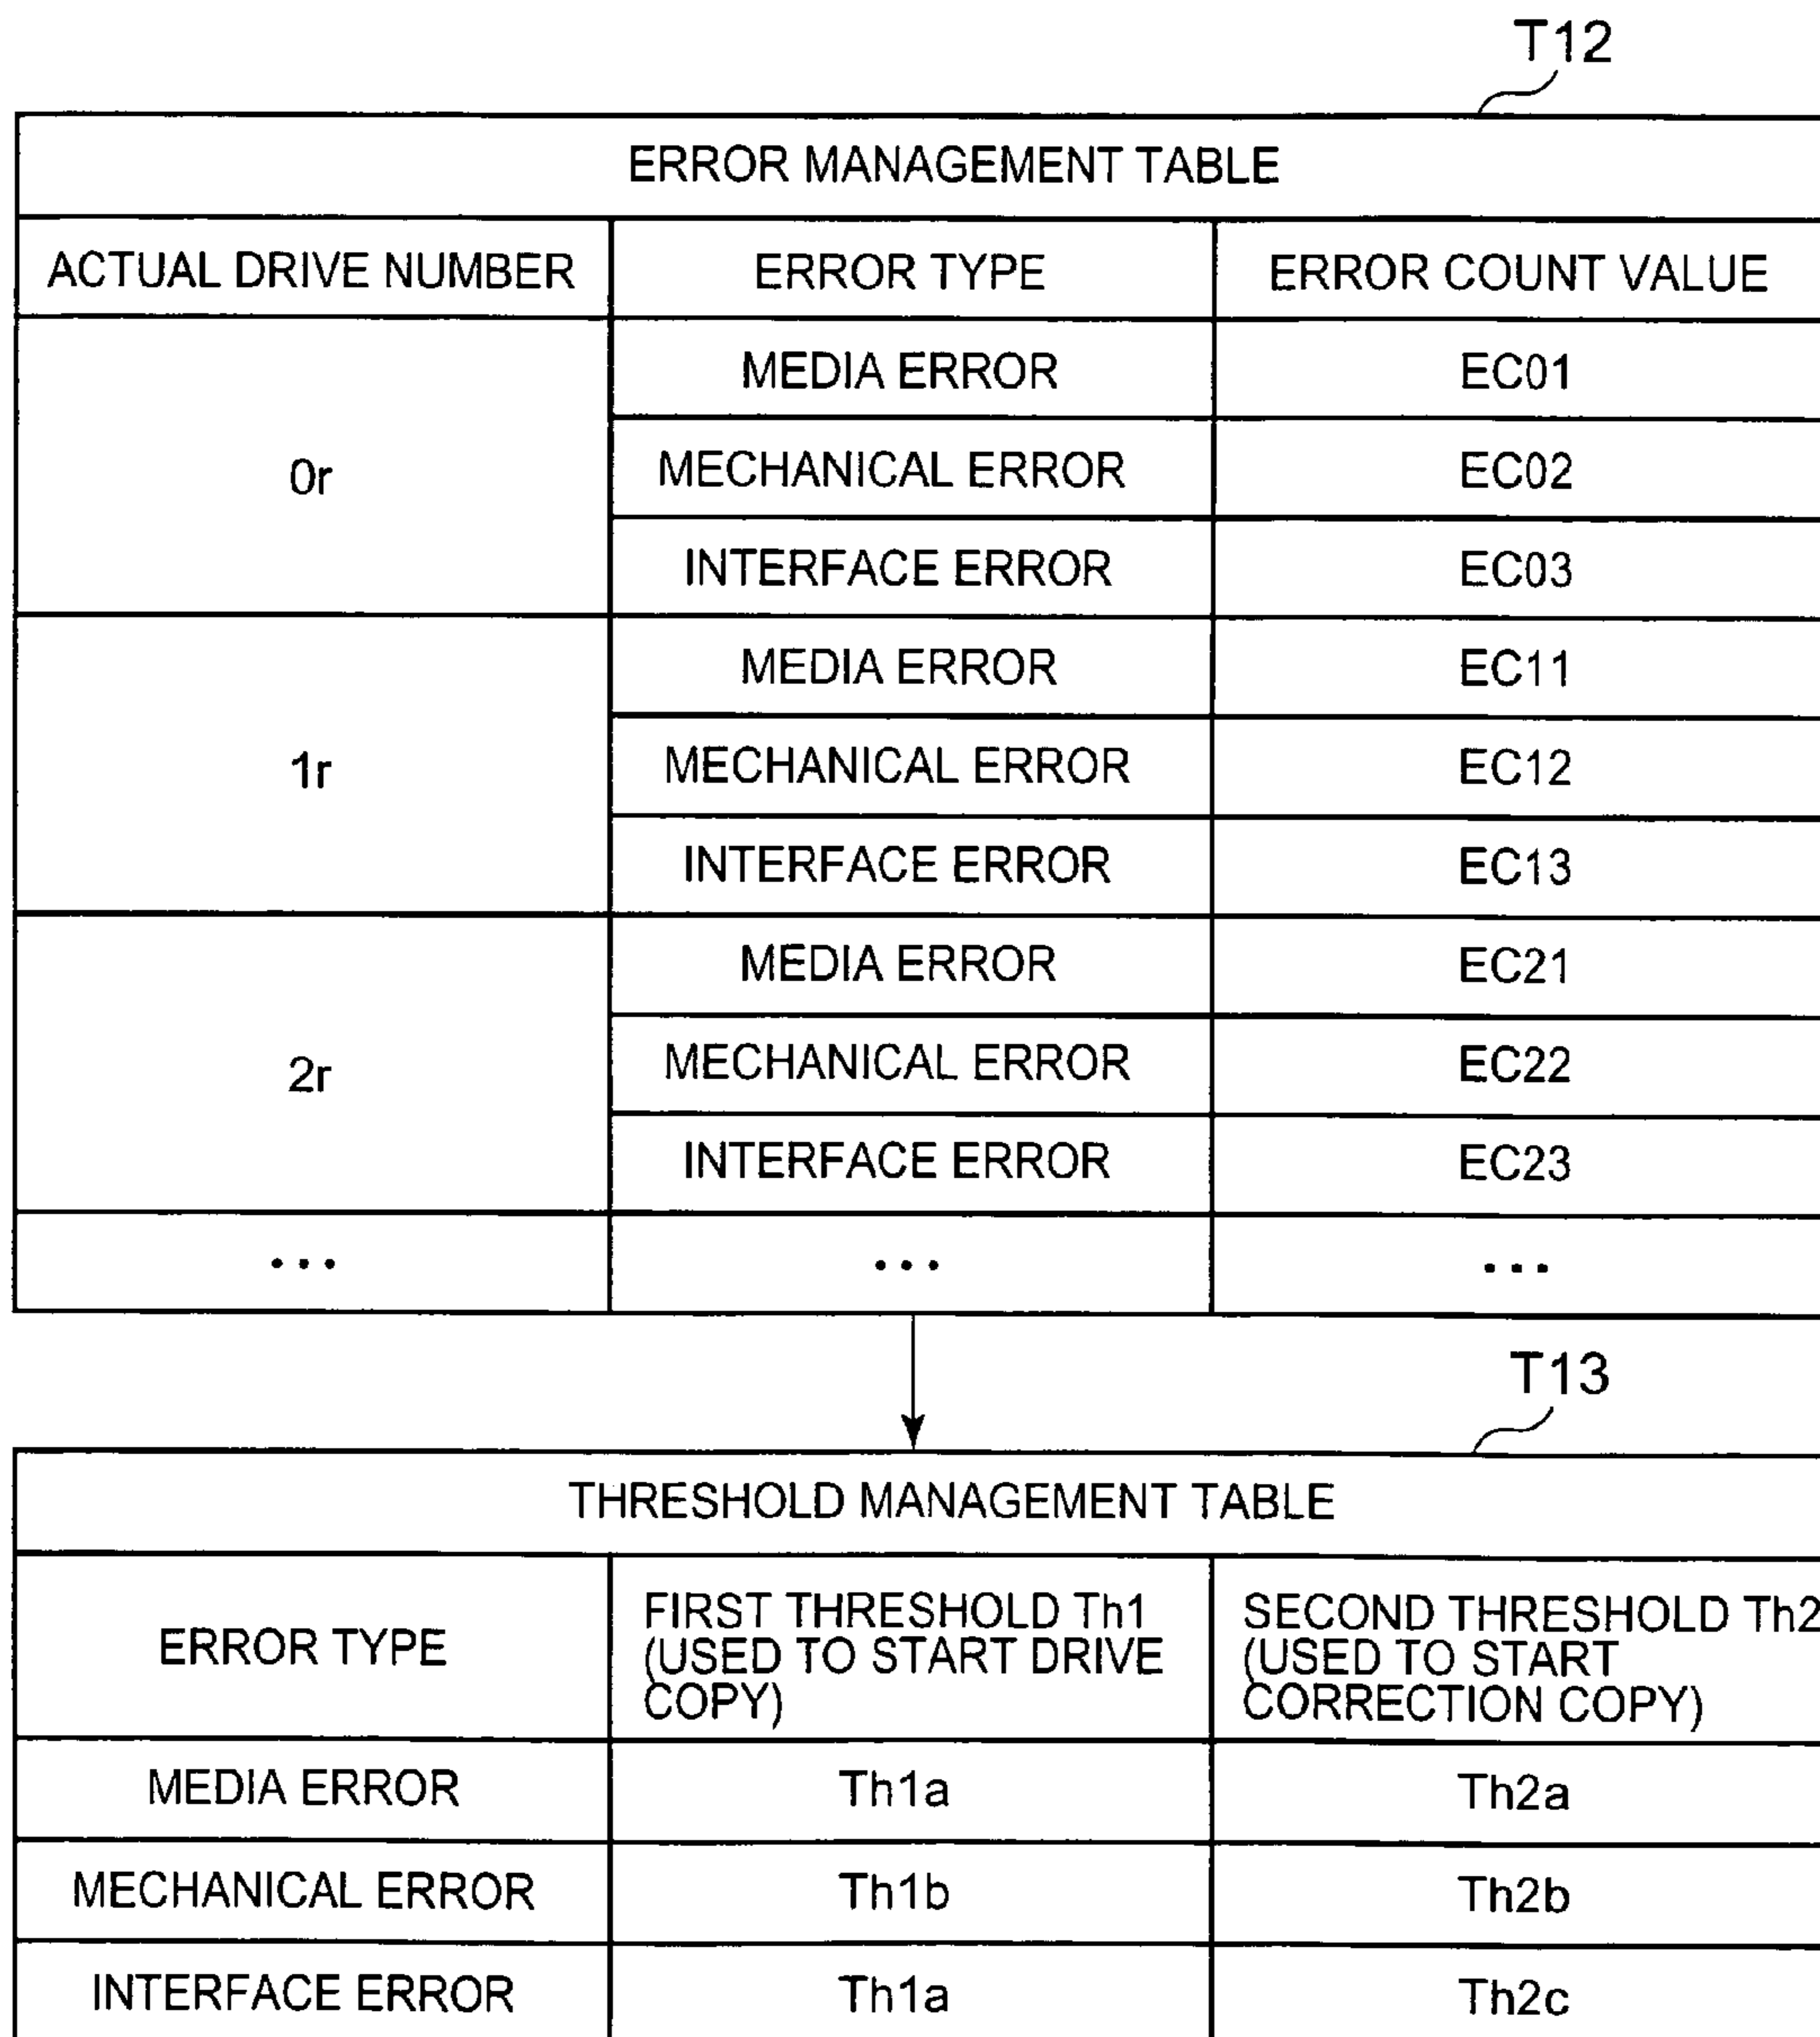 T12
ERROR MANAGEMENT TABLE
ACTUAL DRIVE NUMBER ERROR TYPE ERROR COUNT VALUE
0r
MEDIA ERROR EC01
MECHANICAL ERROR EC02
INTERFACE ERROR EC03
1r
MEDIA ERROR EC11
MECHANICAL ERROR EC12
INTERFACE ERROR EC13
2r
MEDIA ERROR EC21
MECHANICAL ERROR EC22
INTERFACE ERROR EC23
... ... ...
T13
THRESHOLD MANAGEMENT TABLE
ERROR TYPE
FIRST THRESHOLD Th1
(USED TO START DRIVE
COPY)
SECOND THRESHOLD Th2
(USED TO START
CORRECTION COPY)
MEDIA ERROR Th1a Th2a
MECHANICAL ERROR Th1b Th2b
INTERFACE ERROR Th1a Th2c